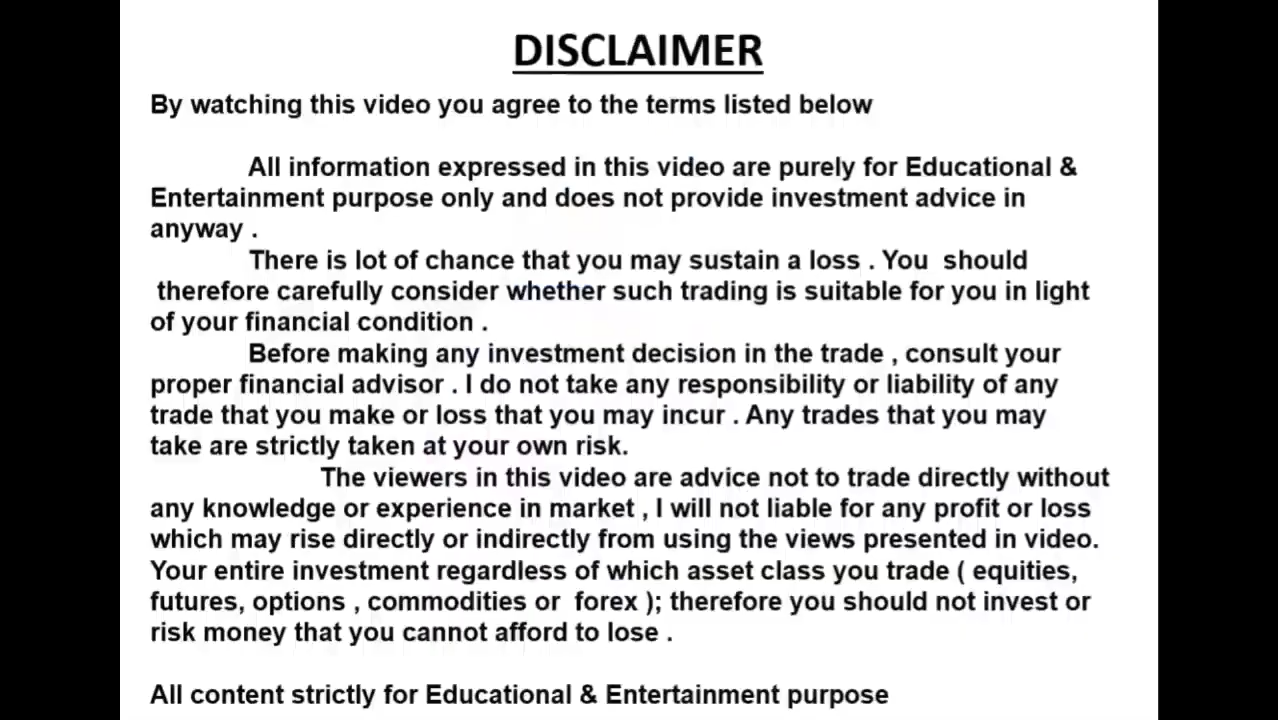 DISCLAIMER
By watching this video you agree to the terms listed below
All information expressed in this video are purely for Educational &
Entertainment purpose only and does not provide investment advice in
anyway .
There is lot of chance that you may sustain a loss . You  should
therefore carefully consider whether such trading is suitable for you in light
of your financial condition .
Before making any investment decision in the trade , consult your
proper financial advisor . I do not take any responsibility or liability of any
trade that you make or loss that you may incur . Any trades that you may
take are strictly taken at your own risk.
The viewers in this video are advice not to trade directly without
any knowledge or experience in market , I will not liable for any profit or loss
which may rise directly or indirectly from using the views presented in video.
Your entire investment regardless of which asset class you trade ( equities,
futures, options , commodities or  forex ); therefore you should not invest or
risk money that you cannot afford to lose .
All content strictly for Educational & Entertainment purpose